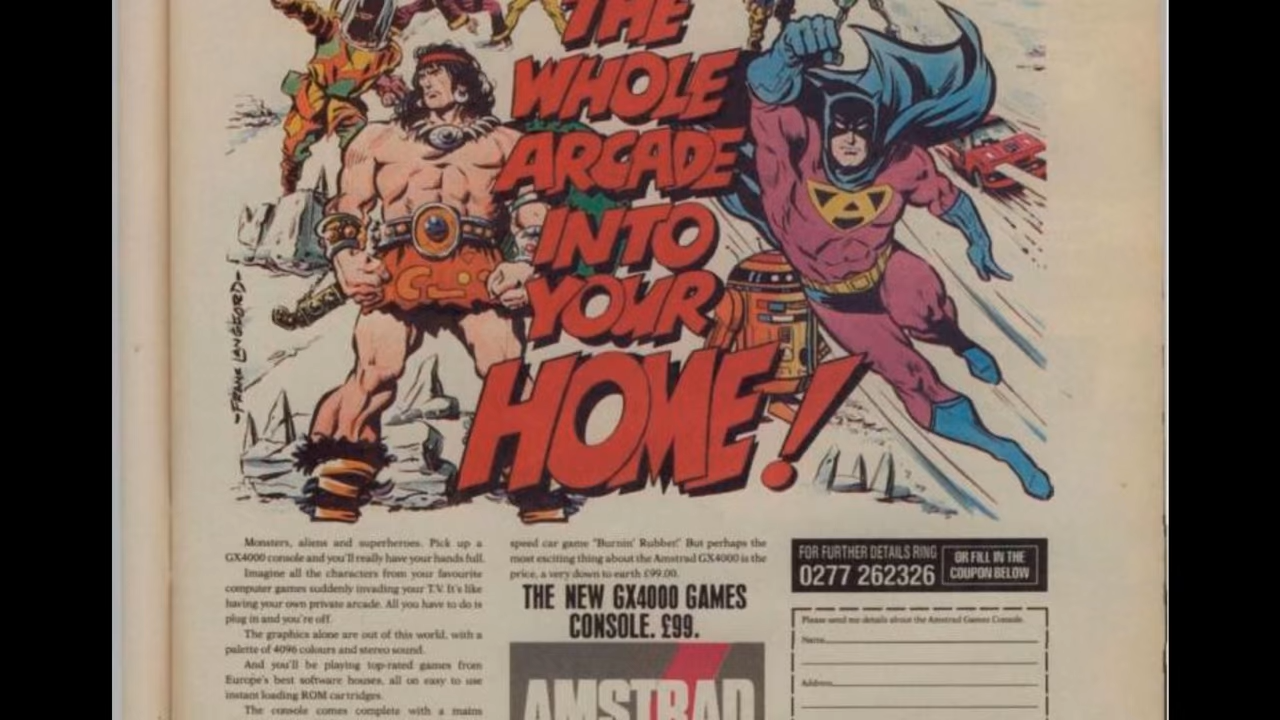 THE
WHOLE
ARCADE
INTO
YOUR
HOME!
A
FRANK LANGFORD
Monsters, aliens and superheroes. Pick up a
GX4000 console and you'll really have your hands full.
Imagine all the characters from your favourite
computer games suddenly invading your T.V. It's like
having your own private arcade. All you have to do is
plug in and you're off.
The graphics alone are out of this world, with a
palette of 4096 colours and stereo sound.
And you'll be playing top-rated games from
Europe's best software houses, all on easy to use
instant loading ROM cartridges.
The console comes complete with a mains
speed car game "Burnin' Rubber." But perhaps the
most exciting thing about the Amstrad GX4000 is the
price, a very down to earth £99.00.
THE NEW GX4000 GAMES
CONSOLE. £99.
AMSTRAD
FOR FURTHER DETAILS RING
0277 262326
OR FILL IN THE
COUPON BELOW
Please send me details about the Amstrad Games Console.
Name
Address